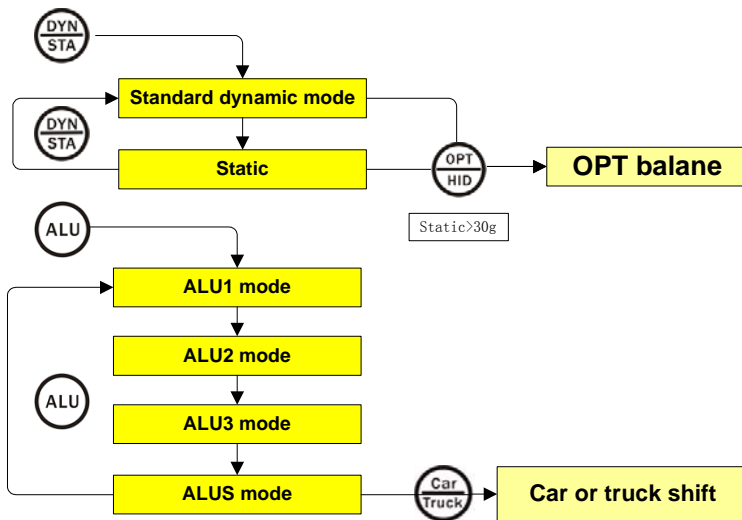 DYN
STA
Standard dynamic mode
DYN
STA
Static
OPT
HID
OPT balane
Static>30g
ALU
ALU1 mode
ALU2 mode
ALU
ALU3 mode
ALUS mode
Car
Truck
Car or truck shift